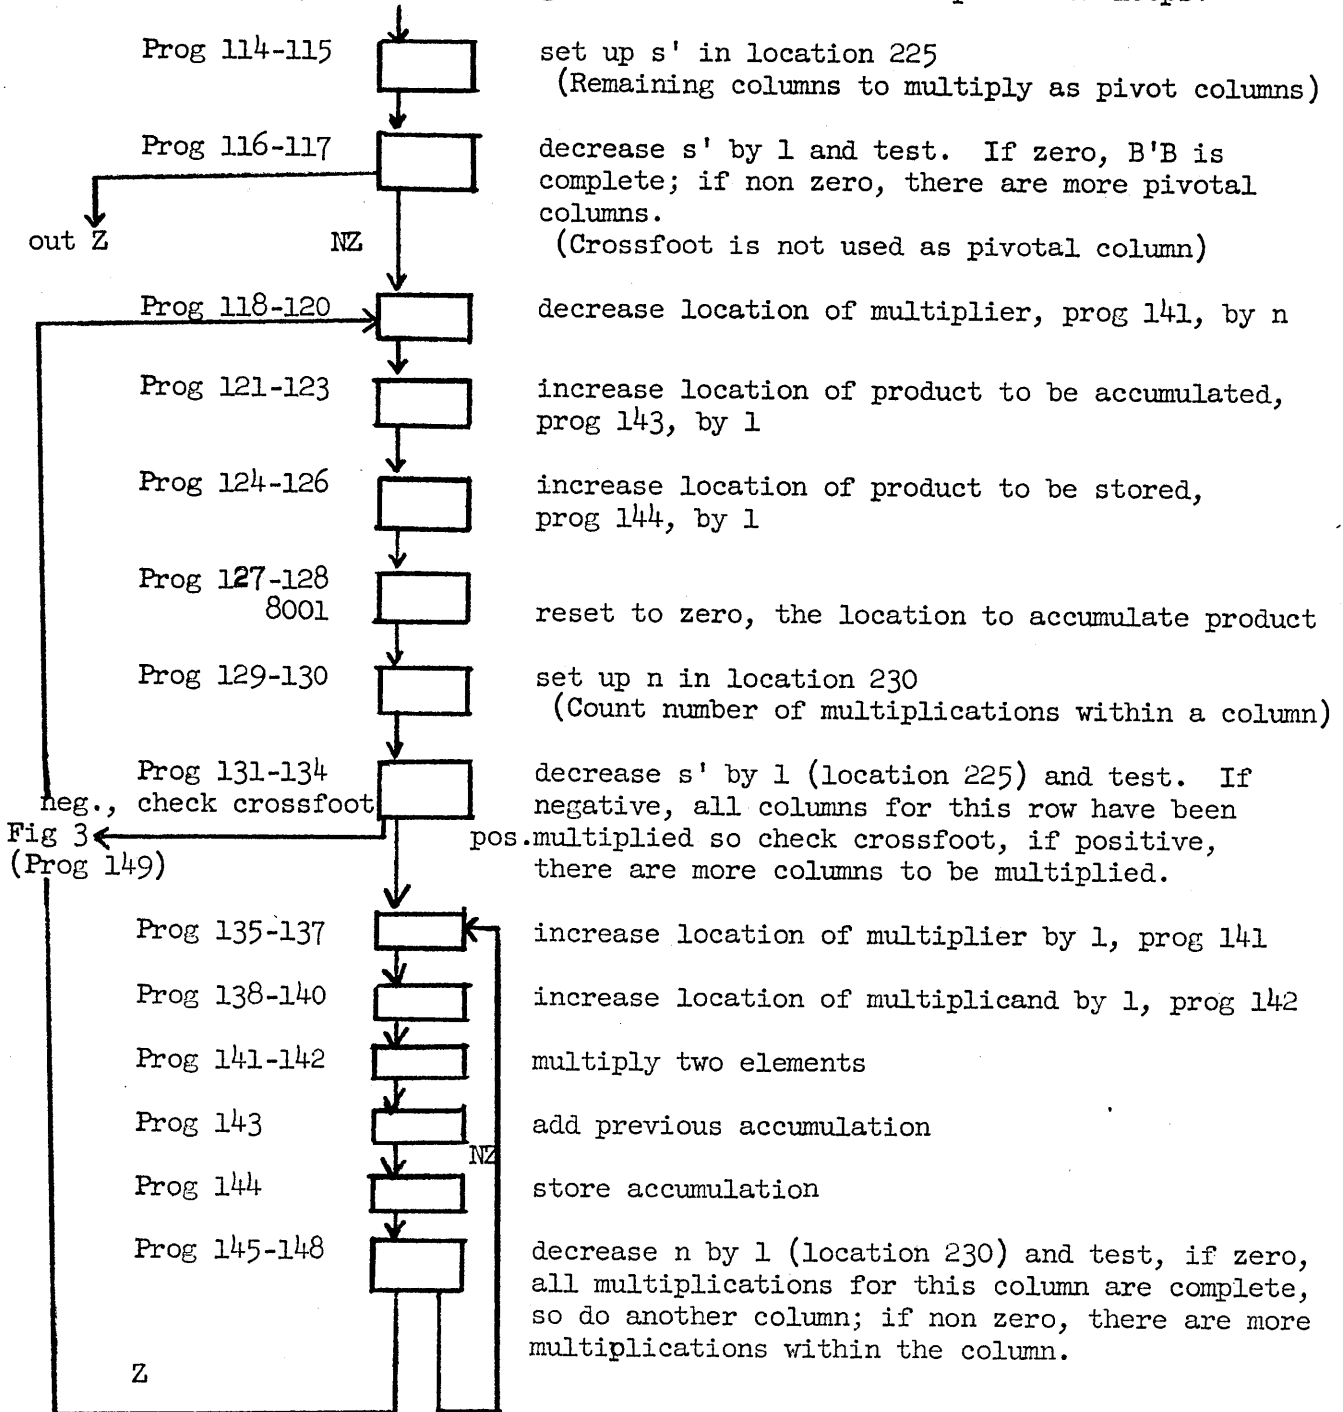 Prog 114-115 set up s' in location 225
(Remaining columns to multiply as pivot columns)
Prog 116-117 decrease s' by 1 and test. If zero, B'B is
complete; if non zero, there are more pivotal
columns.
out Z NZ (Crossfoot is not used as pivotal column)
Prog 118-120 decrease location of multiplier, prog 141, by n
Prog 121-123 increase location of product to be accumulated,
prog 143, by 1
Prog 124-126 increase location of product to be stored,
prog 144, by 1
Prog 127-128
8001 reset to zero, the location to accumulate product
Prog 129-130 set up n in location 230
(Count number of multiplications within a column)
Prog 131-134 decrease s' by 1 (location 225) and test. If
neg., check crossfoot negative, all columns for this row have been
Fig 3 pos. multiplied so check crossfoot, if positive,
(Prog 149) there are more columns to be multiplied.
Prog 135-137 increase location of multiplier by 1, prog 141
Prog 138-140 increase location of multiplicand by 1, prog 142
Prog 141-142 multiply two elements
Prog 143 add previous accumulation
NZ
Prog 144 store accumulation
Prog 145-148 decrease n by 1 (location 230) and test, if zero,
all multiplications for this column are complete,
so do another column; if non zero, there are more
multiplications within the column.
Z